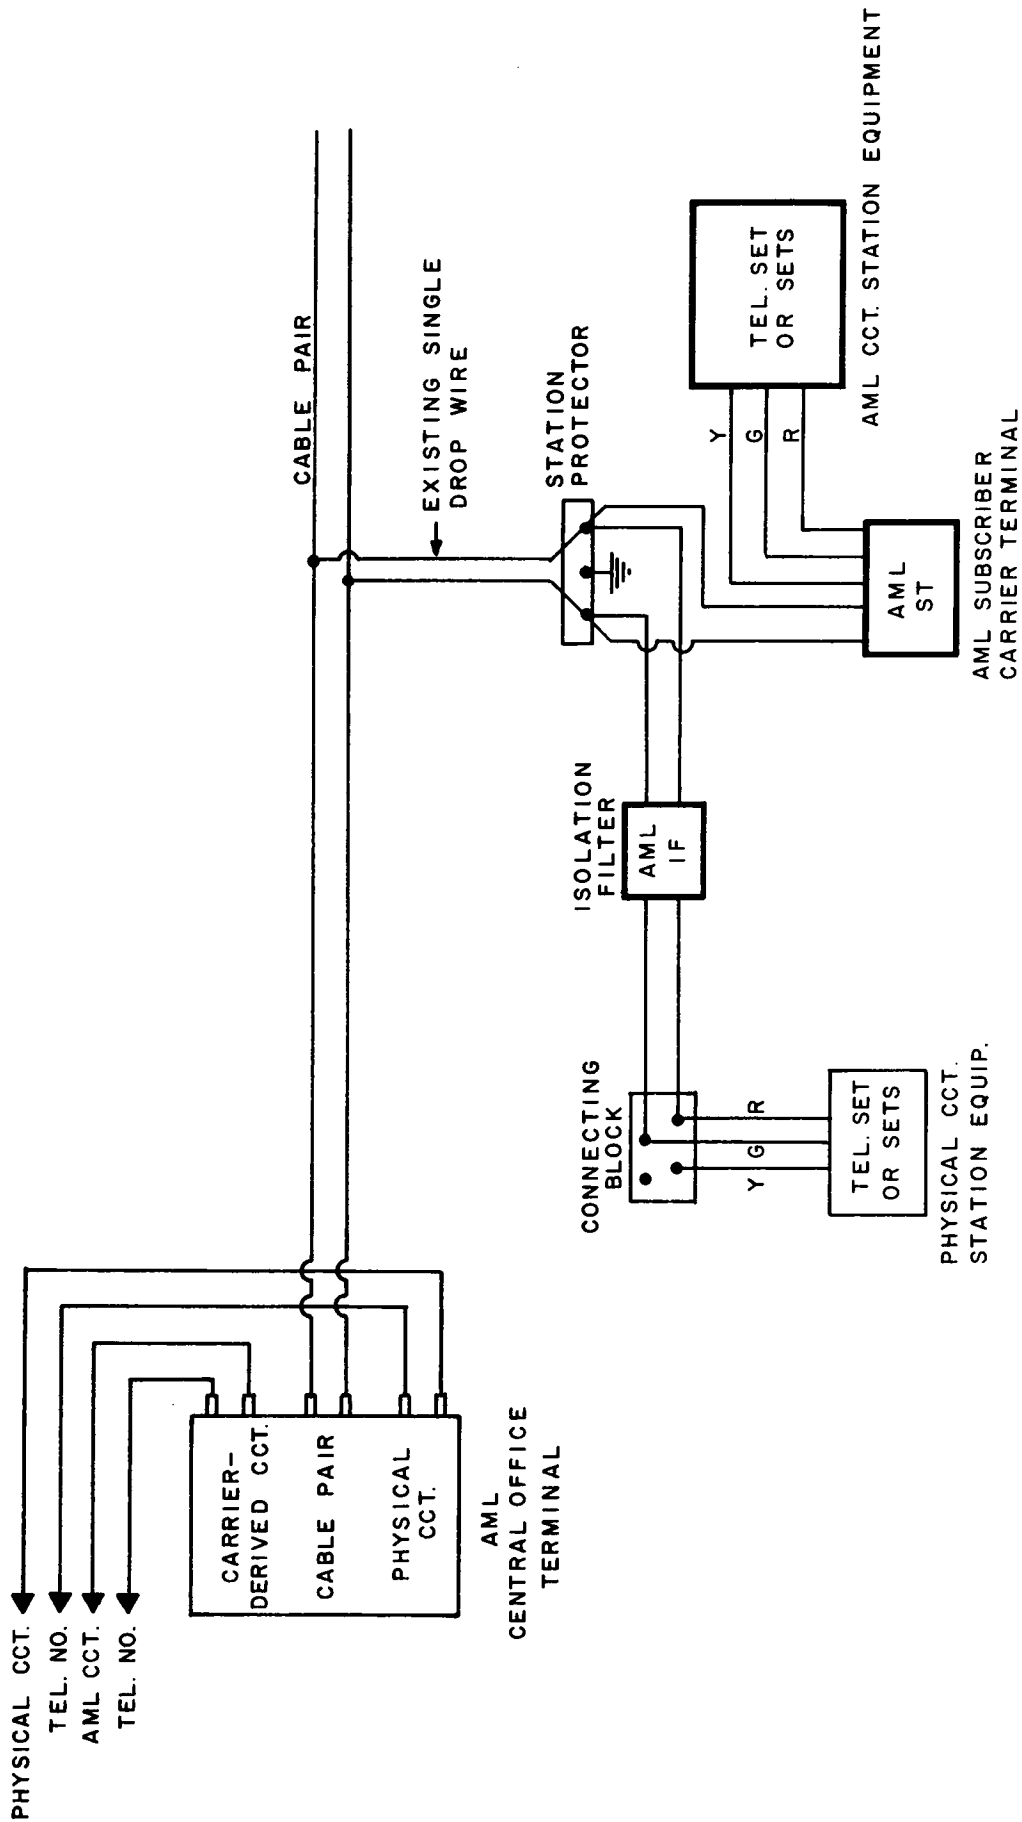 PHYSICAL CCT.
TEL. NO.
AML CCT.
TEL. NO.
CARRIER-
DERIVED CCT.
CABLE PAIR
PHYSICAL
CCT.
AML
CENTRAL OFFICE
TERMINAL
CABLE PAIR
EXISTING SINGLE
DROP WIRE
STATION
PROTECTOR
ISOLATION
FILTER
AML
IF
CONNECTING
BLOCK
Y
G
R
TEL. SET
OR SETS
PHYSICAL CCT.
STATION EQUIP.
AML
ST
AML SUBSCRIBER
CARRIER TERMINAL
Y
G
R
TEL. SET
OR SETS
AML CCT. STATION EQUIPMENT